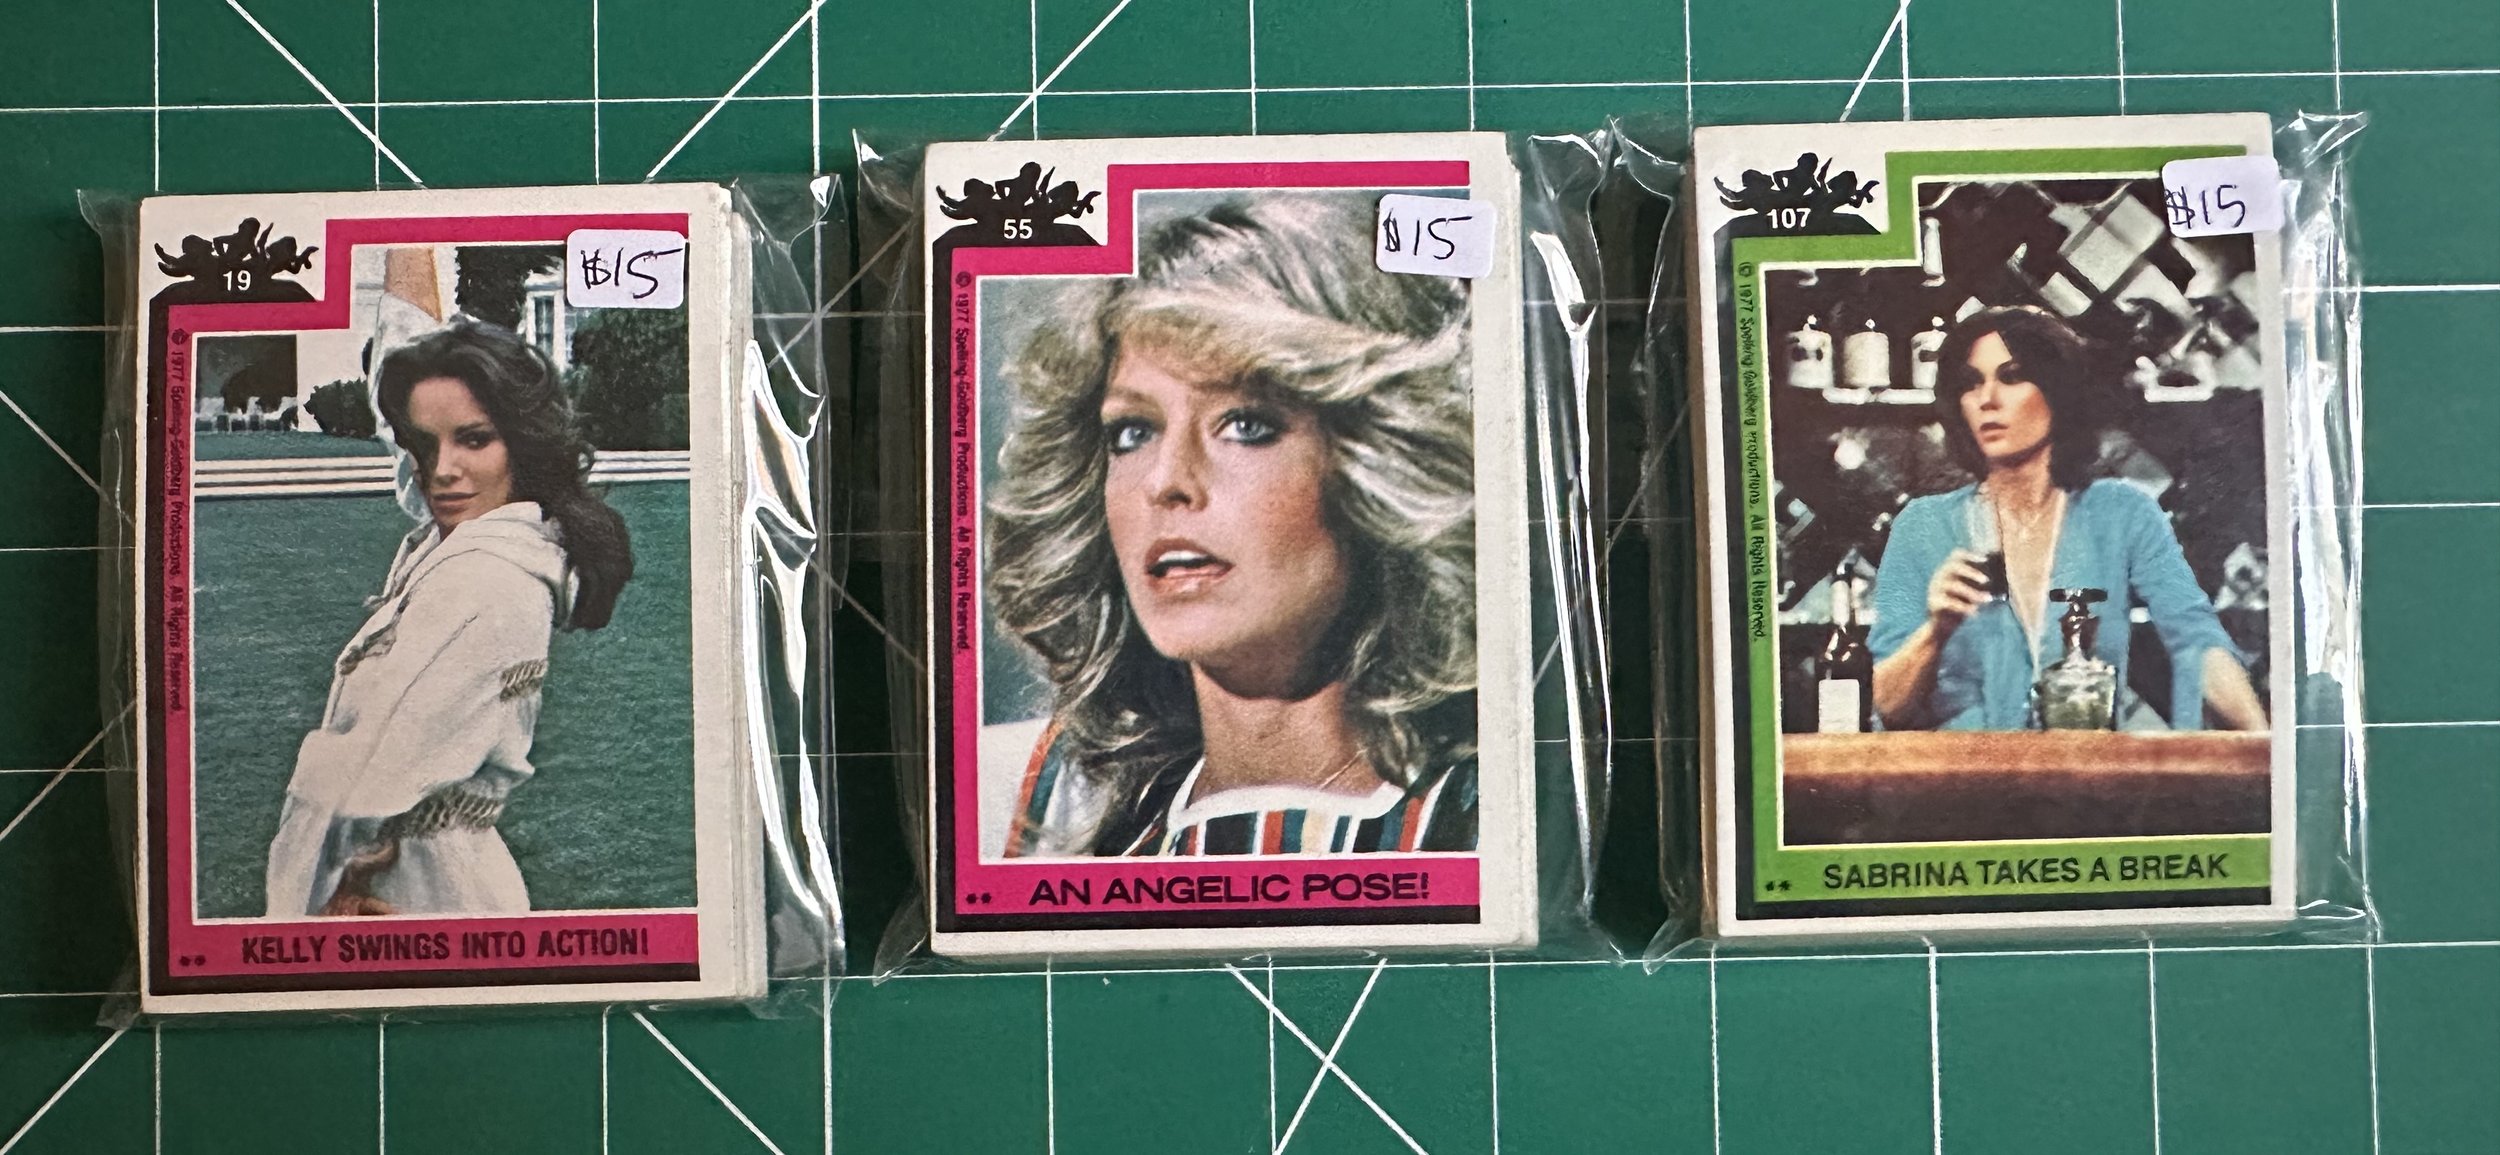 19
$15
© 1977 Spelling-Goldberg Productions. All Rights Reserved.
** KELLY SWINGS INTO ACTION!
55
$15
© 1977 Spelling-Goldberg Productions. All Rights Reserved.
** AN ANGELIC POSE!
107
$15
© 1977 Spelling-Goldberg Productions. All Rights Reserved.
** SABRINA TAKES A BREAK